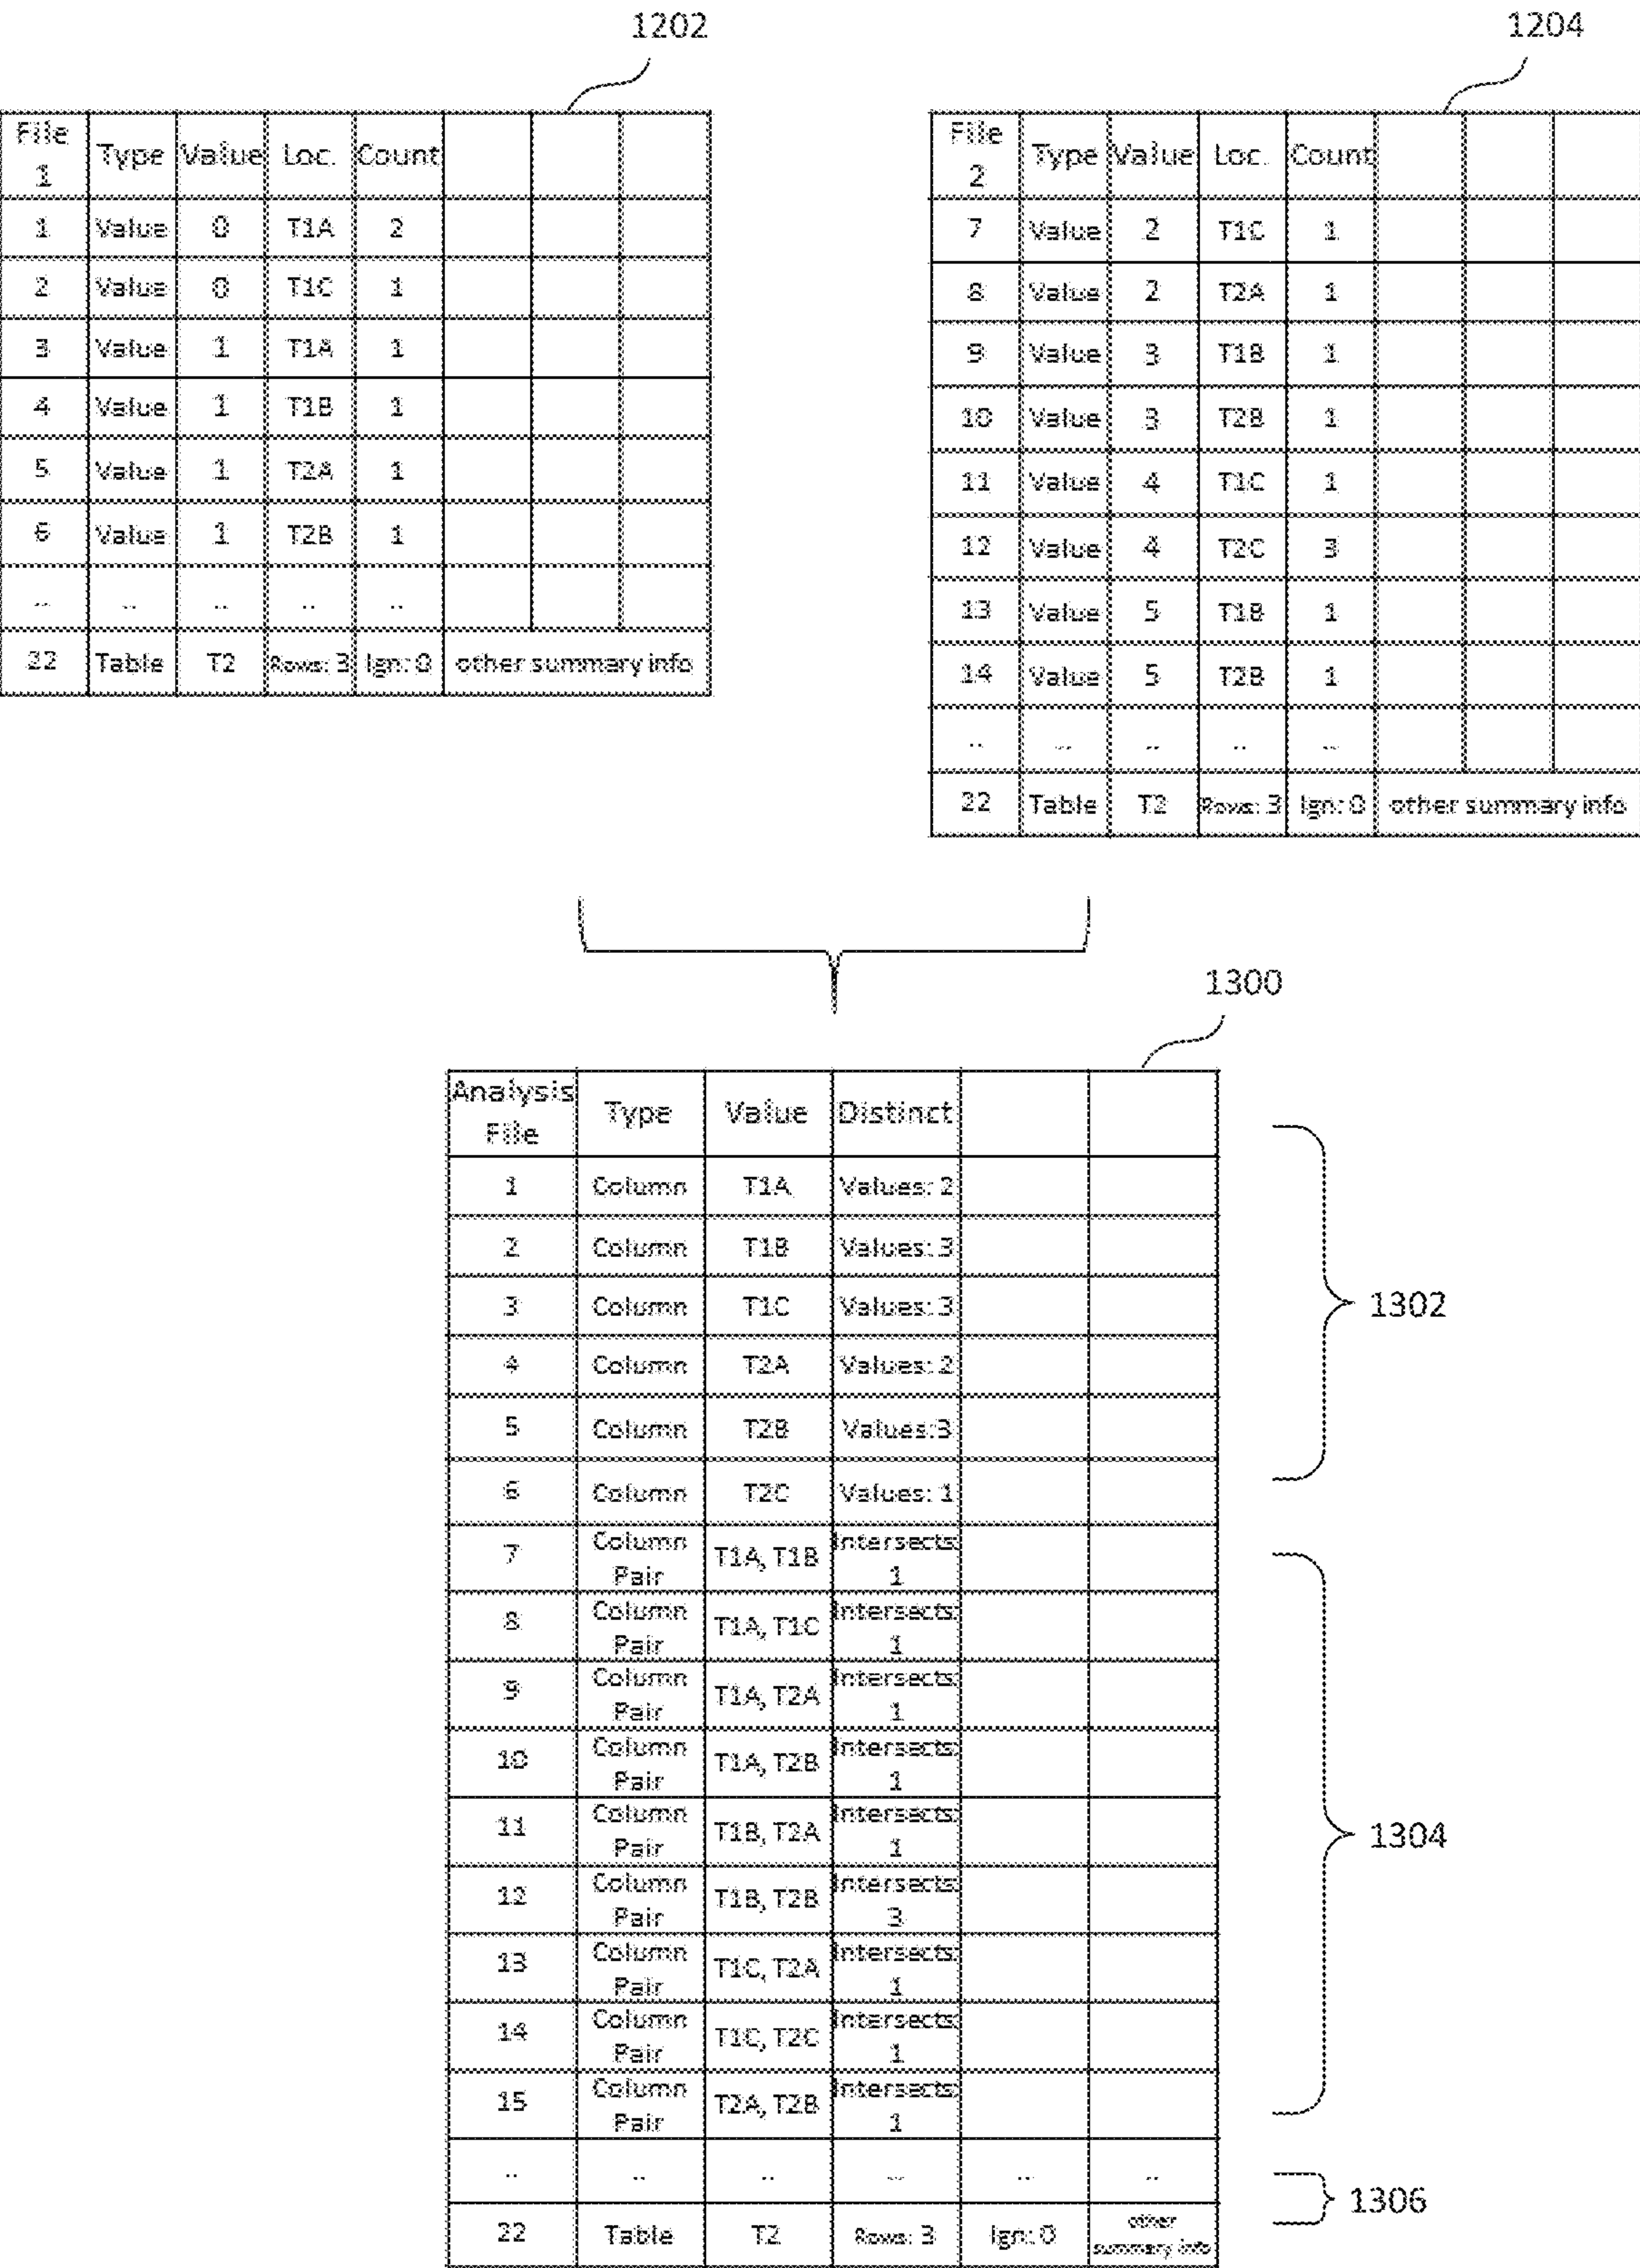 1202
File 1 Type Value Loc. Count
1 Value 0 T1A 2
2 Value 0 T1C 1
3 Value 1 T1A 1
4 Value 1 T1B 1
5 Value 1 T2A 1
6 Value 1 T2B 1
.. .. .. .. ..
22 Table T2 Rows: 3 Ign: 0 other summary info
1204
File 2 Type Value Loc. Count
7 Value 2 T1C 1
8 Value 2 T2A 1
9 Value 3 T1B 1
10 Value 3 T2B 1
11 Value 4 T1C 1
12 Value 4 T2C 3
13 Value 5 T1B 1
14 Value 5 T2B 1
.. .. .. .. ..
22 Table T2 Rows: 3 Ign: 0 other summary info
1300
Analysis File Type Value Distinct
1 Column T1A Values: 2
2 Column T1B Values: 3
3 Column T1C Values: 3
4 Column T2A Values: 2
5 Column T2B Values:3
6 Column T2C Values: 1
1302
7 Column Pair T1A, T1B Intersects: 1
8 Column Pair T1A, T1C Intersects: 1
9 Column Pair T1A, T2A Intersects: 1
10 Column Pair T1A, T2B Intersects: 1
11 Column Pair T1B, T2A Intersects: 1
12 Column Pair T1B, T2B Intersects: 3
13 Column Pair T1C, T2A Intersects: 1
14 Column Pair T1C, T2C Intersects: 1
15 Column Pair T2A, T2B Intersects: 1
1304
.. .. .. .. .. ..
22 Table T2 Rows: 3 Ign: 0 other summary info
1306